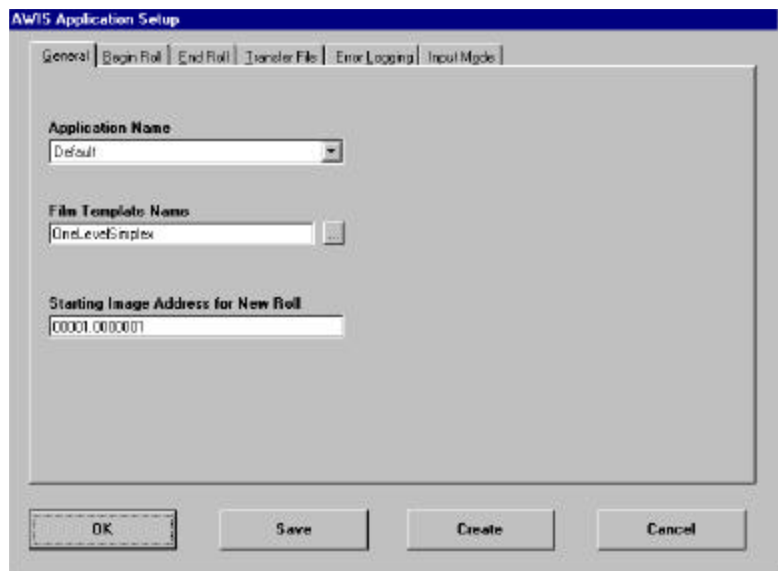 AWIS Application Setup
General Begin Roll End Roll Transfer File Error Logging Input Mode
Application Name
Default
Film Template Name
OneLevelSimplex
...
Starting Image Address for New Roll
00001.0000001
OK Save Create Cancel